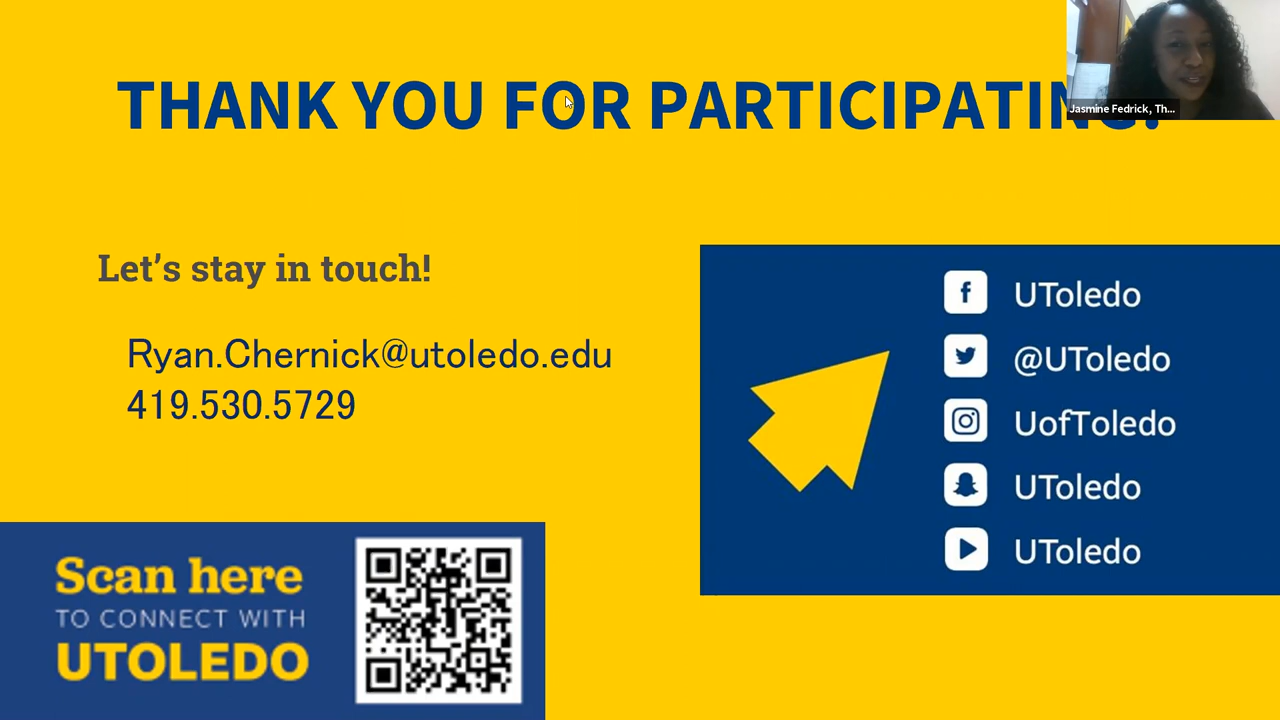 THANK YOU FOR PARTICIPATING!
Jasmine Fedrick, Th...
Let's stay in touch!
Ryan.Chernick@utoledo.edu
419.530.5729
UToledo
@UToledo
UofToledo
UToledo
UToledo
Scan here
TO CONNECT WITH
UTOLEDO